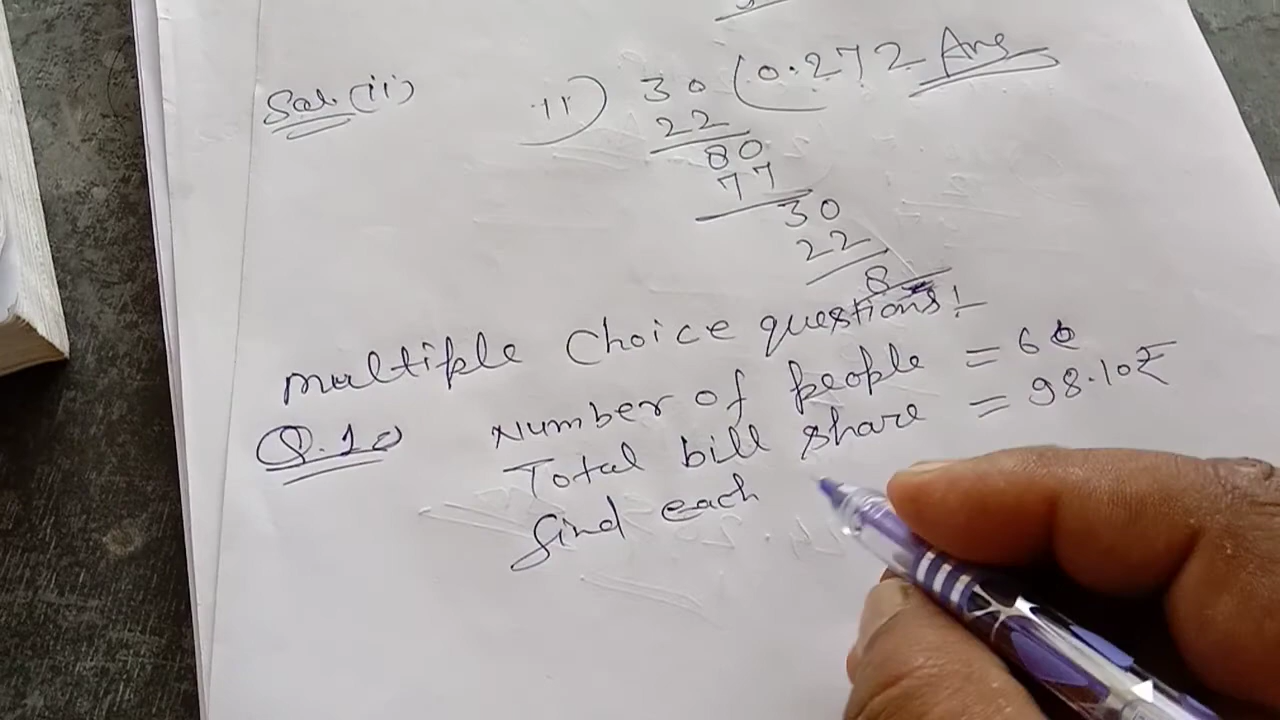 Sol.(ii) 11) 30 (0.272 Ans
22
80
77
30
22
8
multiple choice questions!
Q.10 Number of people = 66
Total bill share = 98.10₹
find each